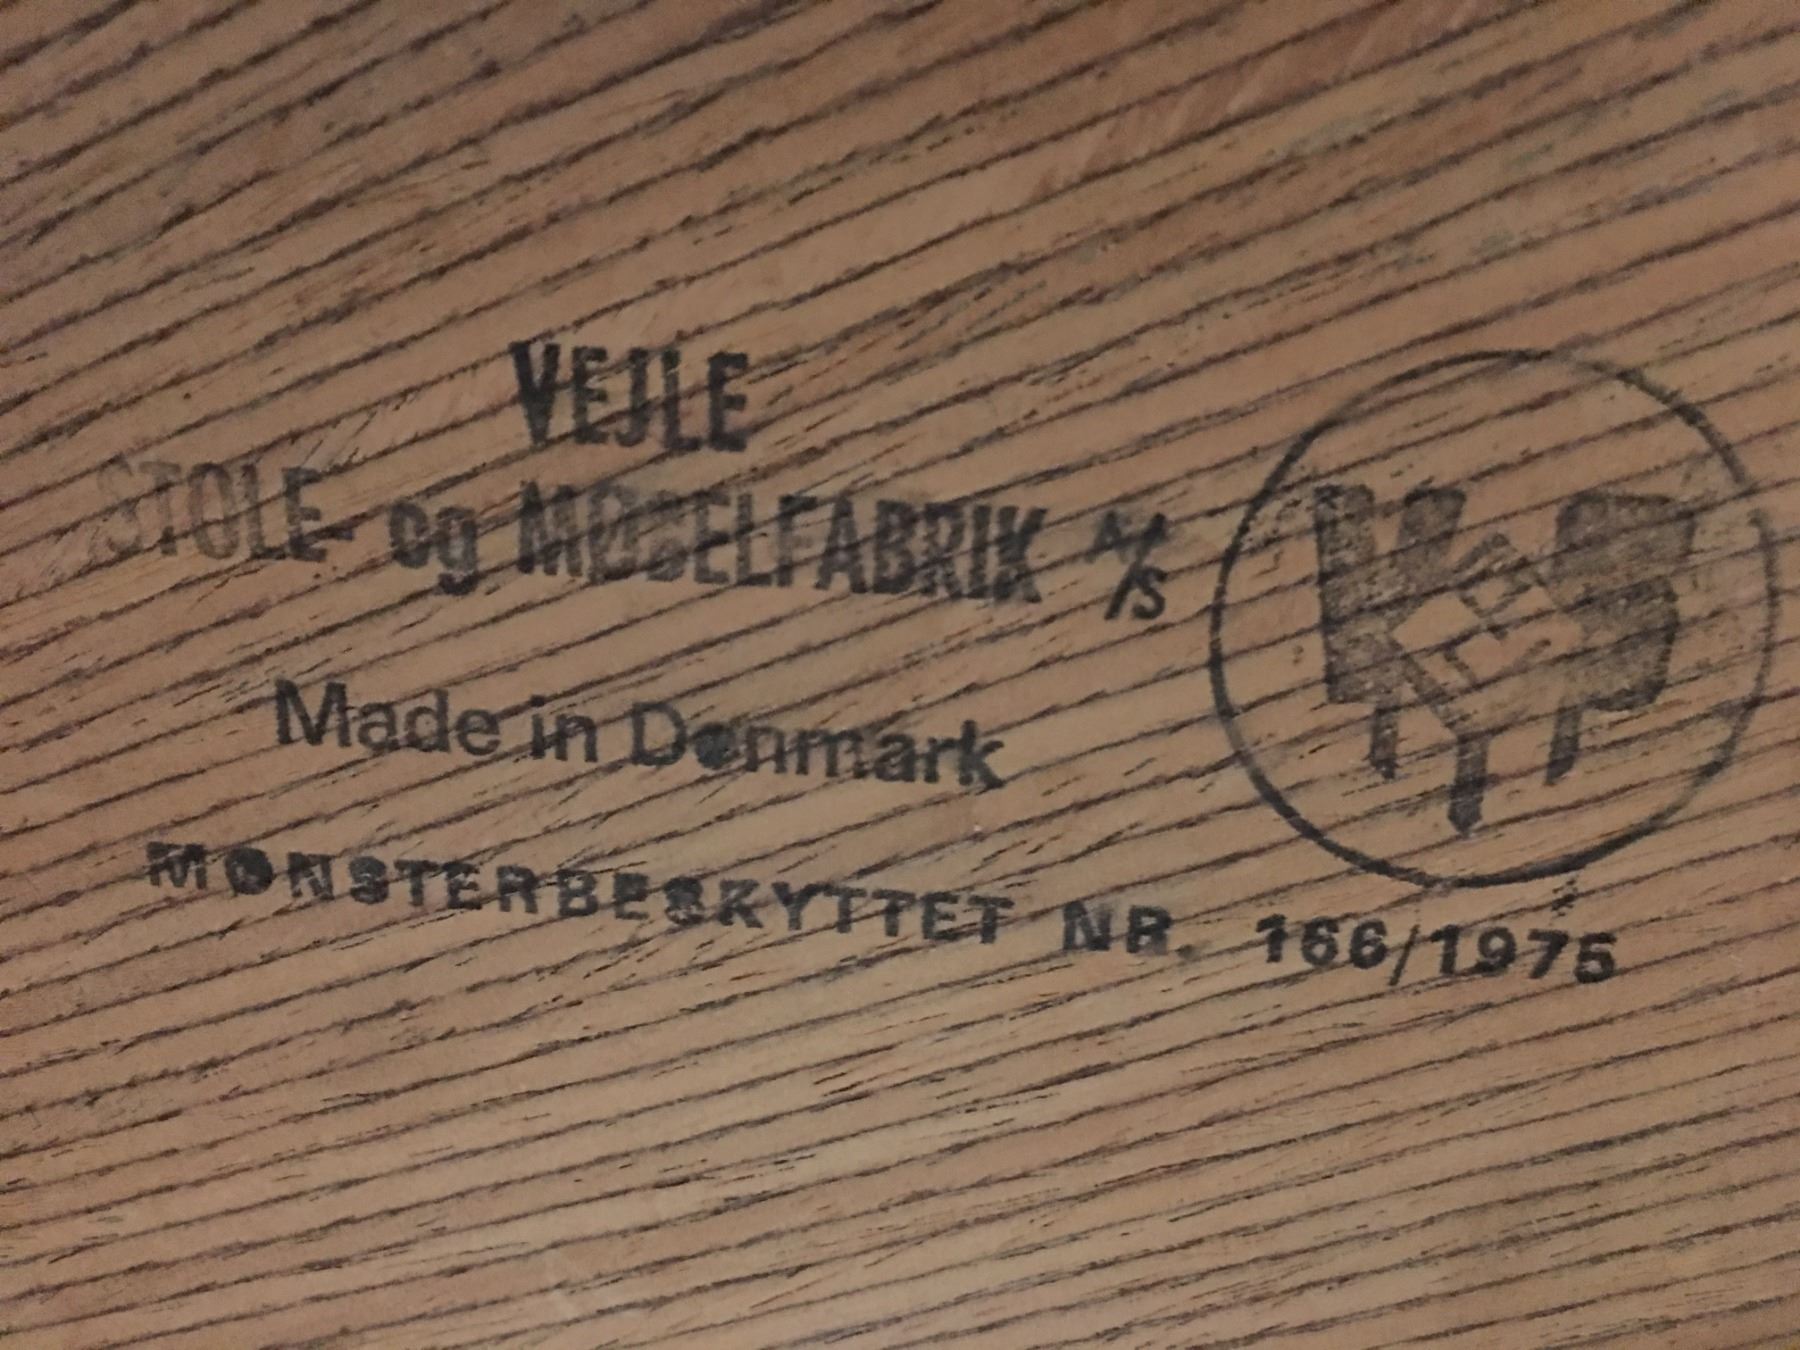 VEJLE
STOLE- og MØBELFABRIK A/S
Made in Denmark
MØNSTERBESKYTTET NR. 166/1975